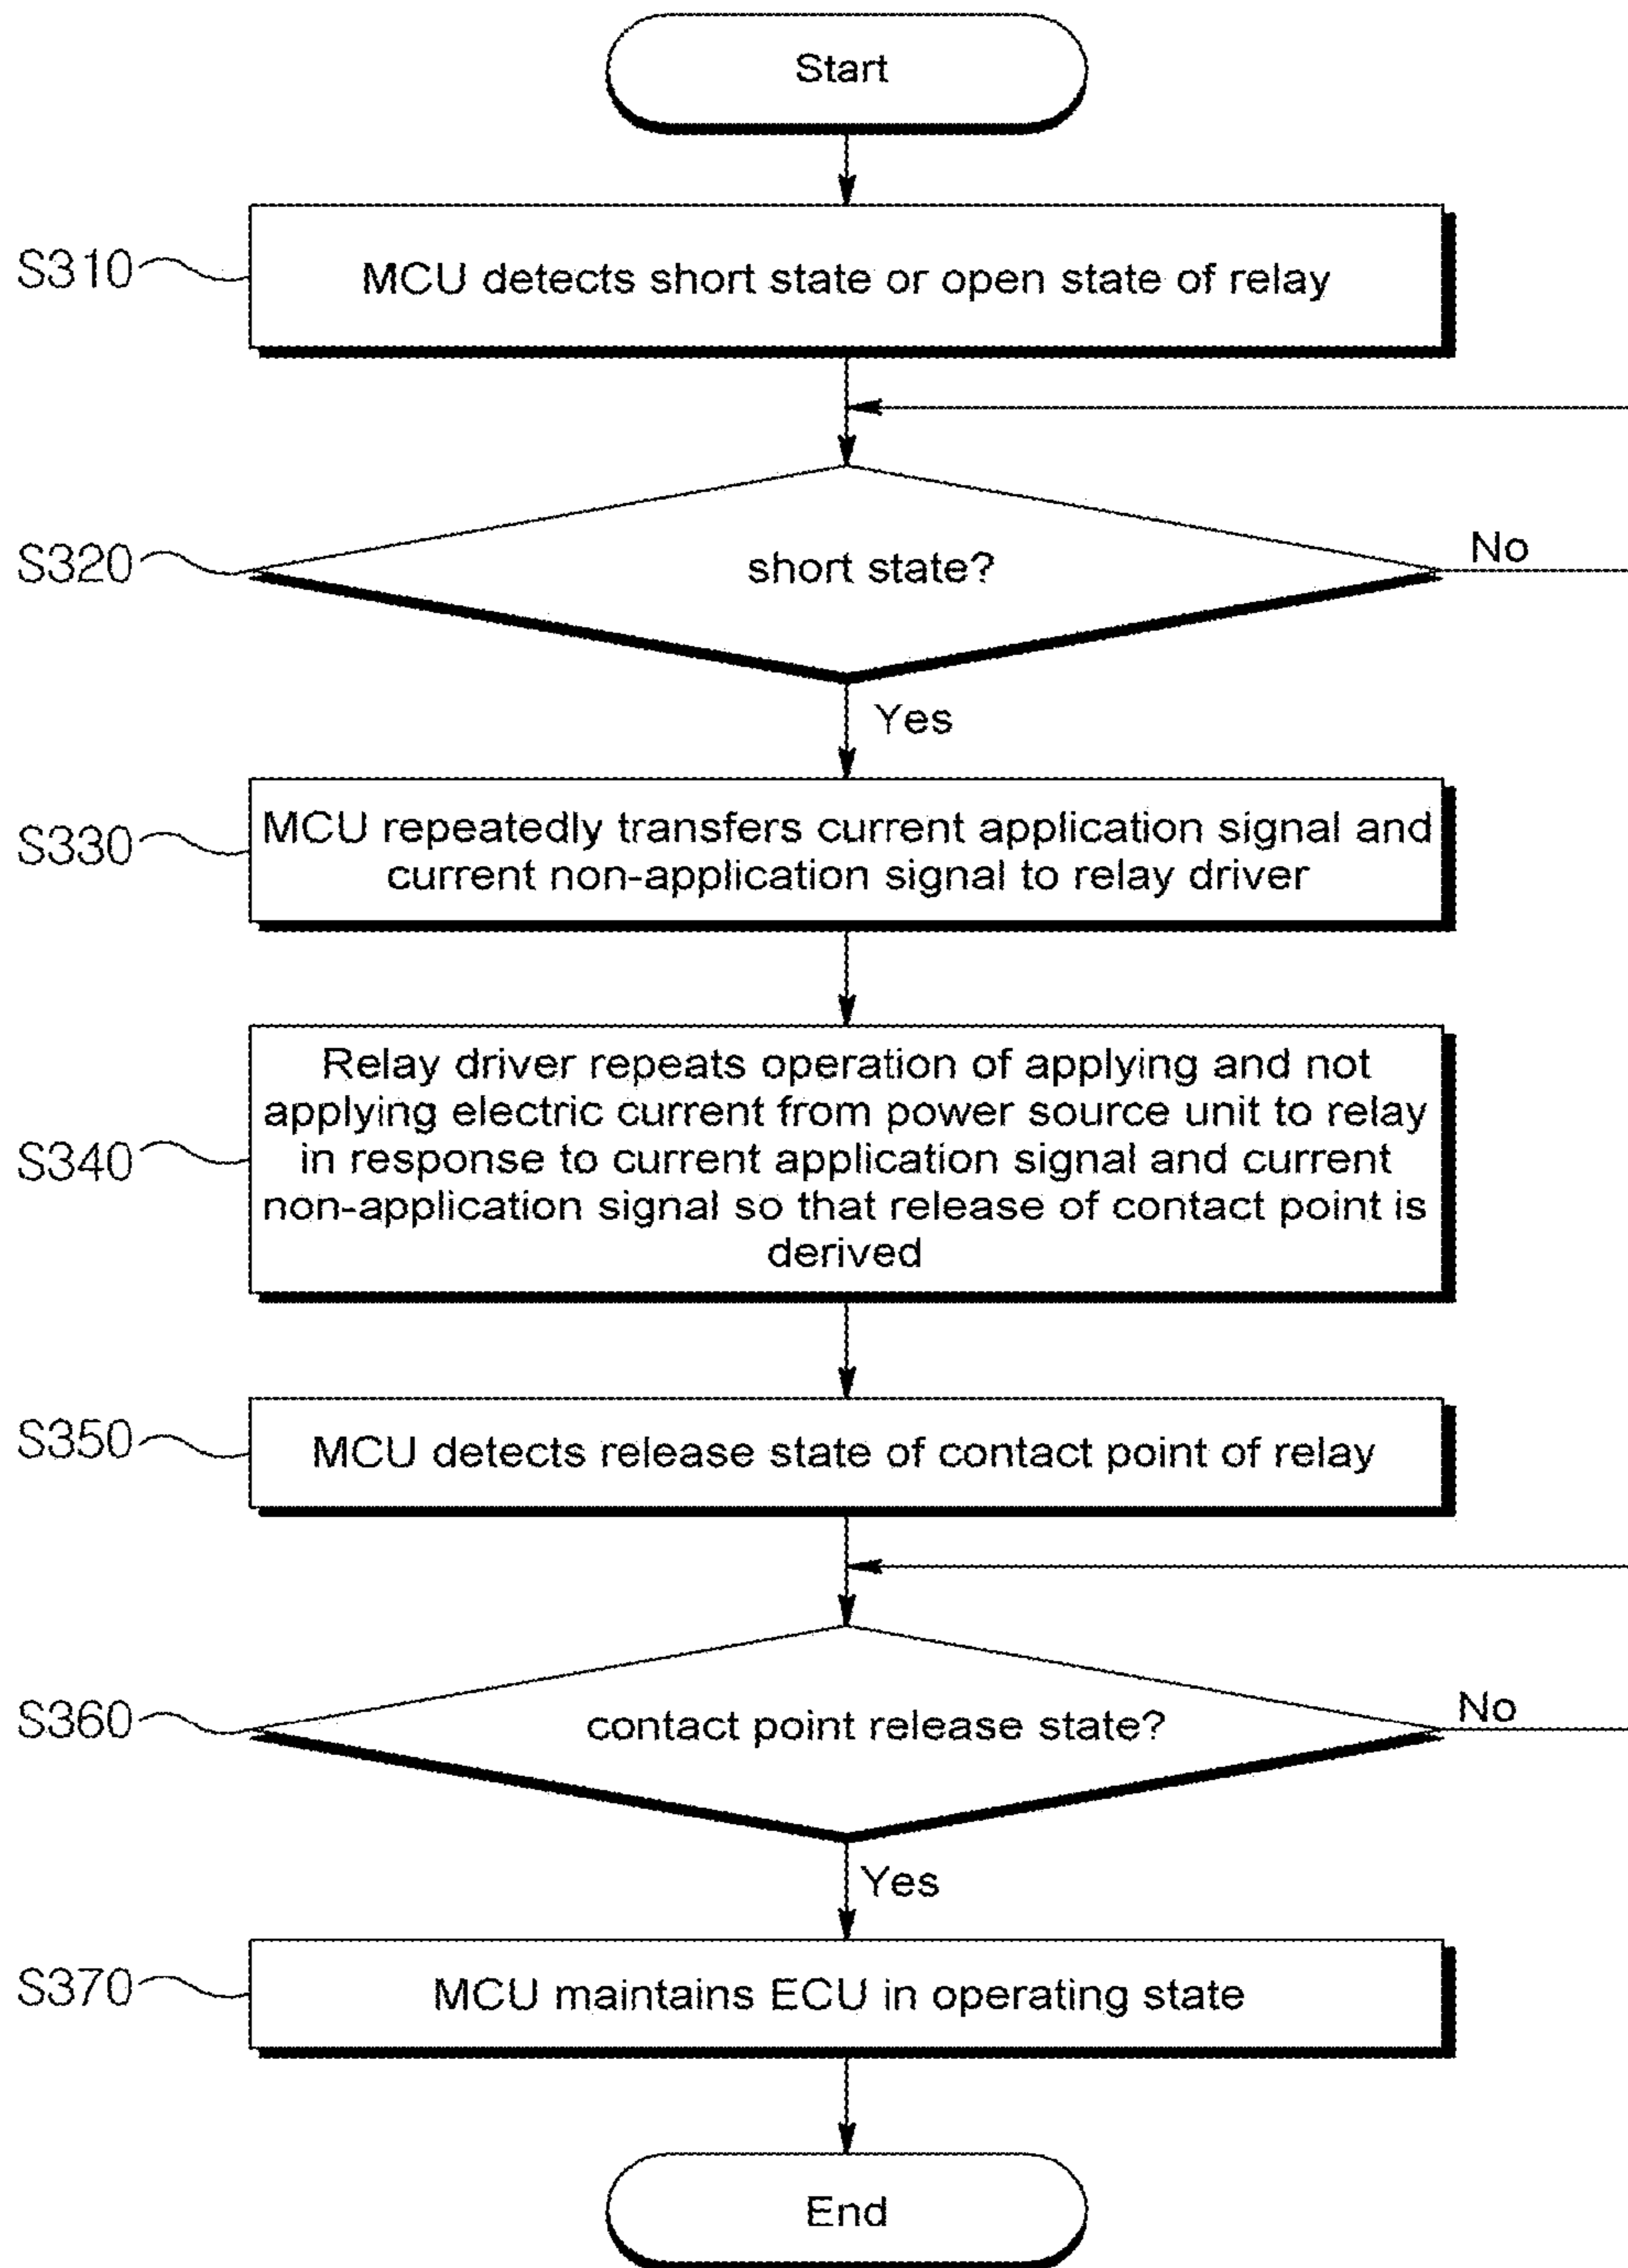 Start
S310
MCU detects short state or open state of relay
S320
short state?
No
Yes
S330
MCU repeatedly transfers current application signal and
current non-application signal to relay driver
S340
Relay driver repeats operation of applying and not
applying electric current from power source unit to relay
in response to current application signal and current
non-application signal so that release of contact point is
derived
S350
MCU detects release state of contact point of relay
S360
contact point release state?
No
Yes
S370
MCU maintains ECU in operating state
End